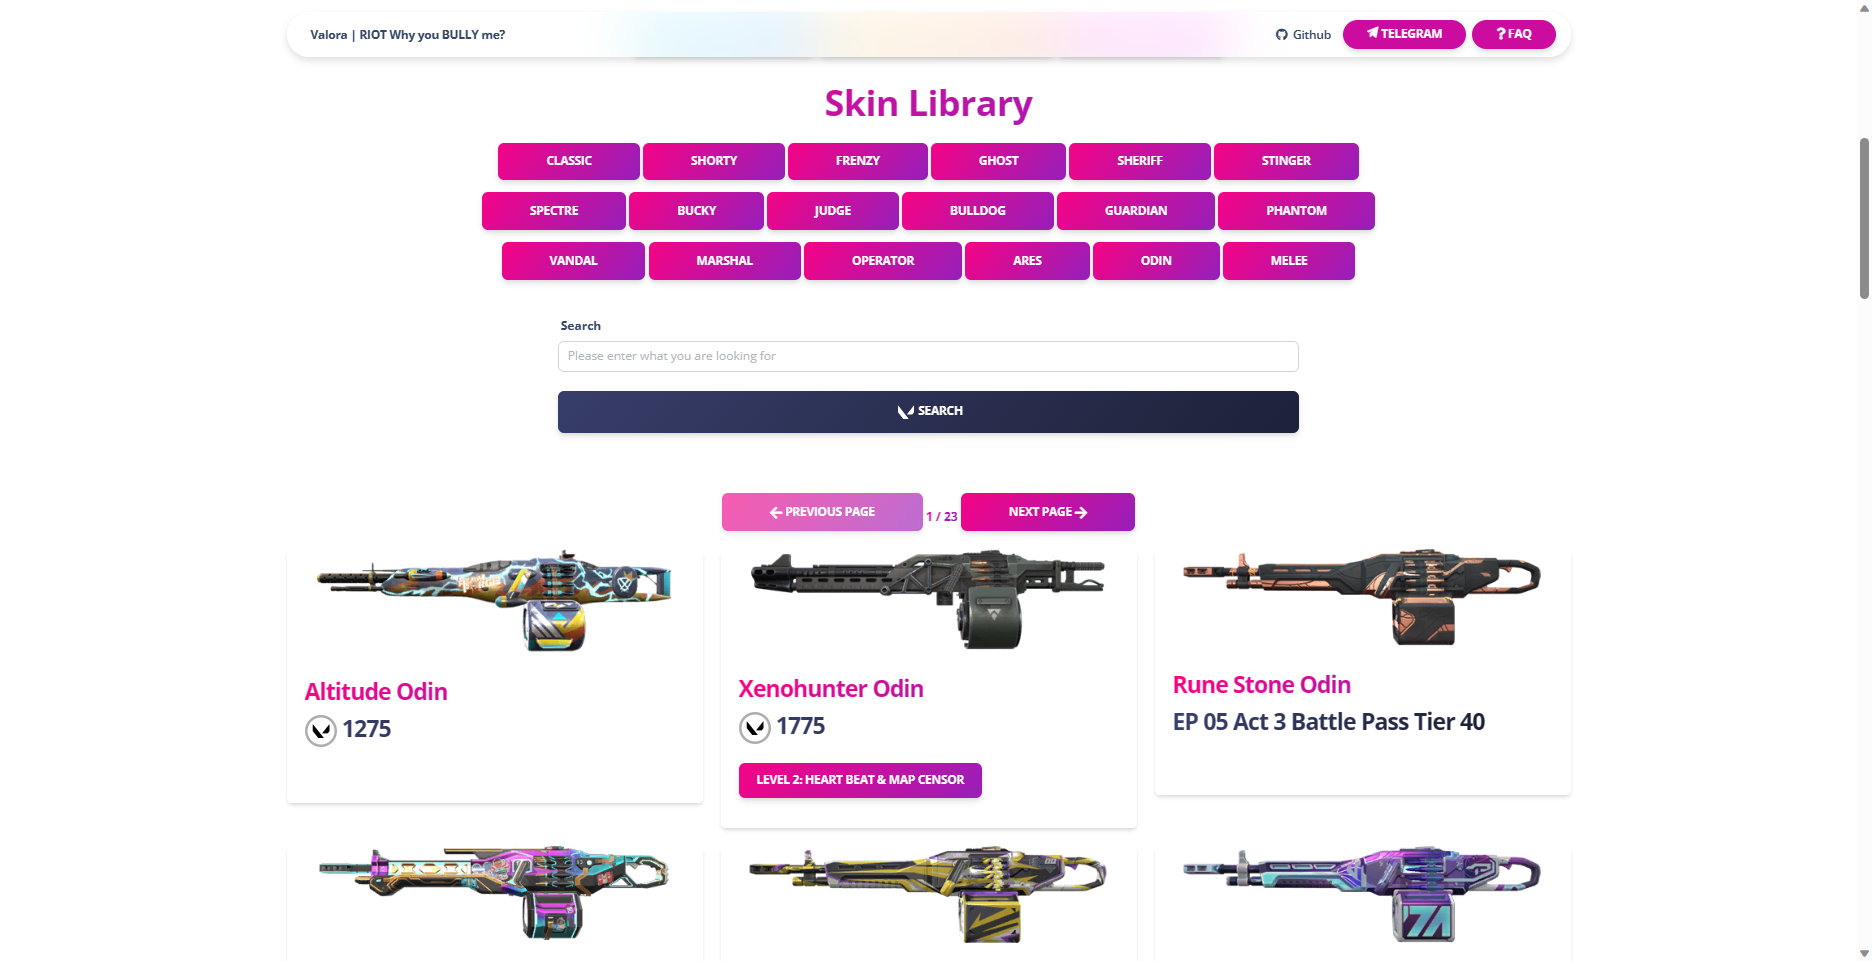 Valora | RIOT Why you BULLY me?
Github
TELEGRAM
? FAQ
Skin Library
CLASSIC
SHORTY
FRENZY
GHOST
SHERIFF
STINGER
SPECTRE
BUCKY
JUDGE
BULLDOG
GUARDIAN
PHANTOM
VANDAL
MARSHAL
OPERATOR
ARES
ODIN
MELEE
Search
Please enter what you are looking for
SEARCH
PREVIOUS PAGE
1 / 23
NEXT PAGE
Altitude Odin
1275
Xenohunter Odin
1775
LEVEL 2: HEART BEAT & MAP CENSOR
Rune Stone Odin
EP 05 Act 3 Battle Pass Tier 40